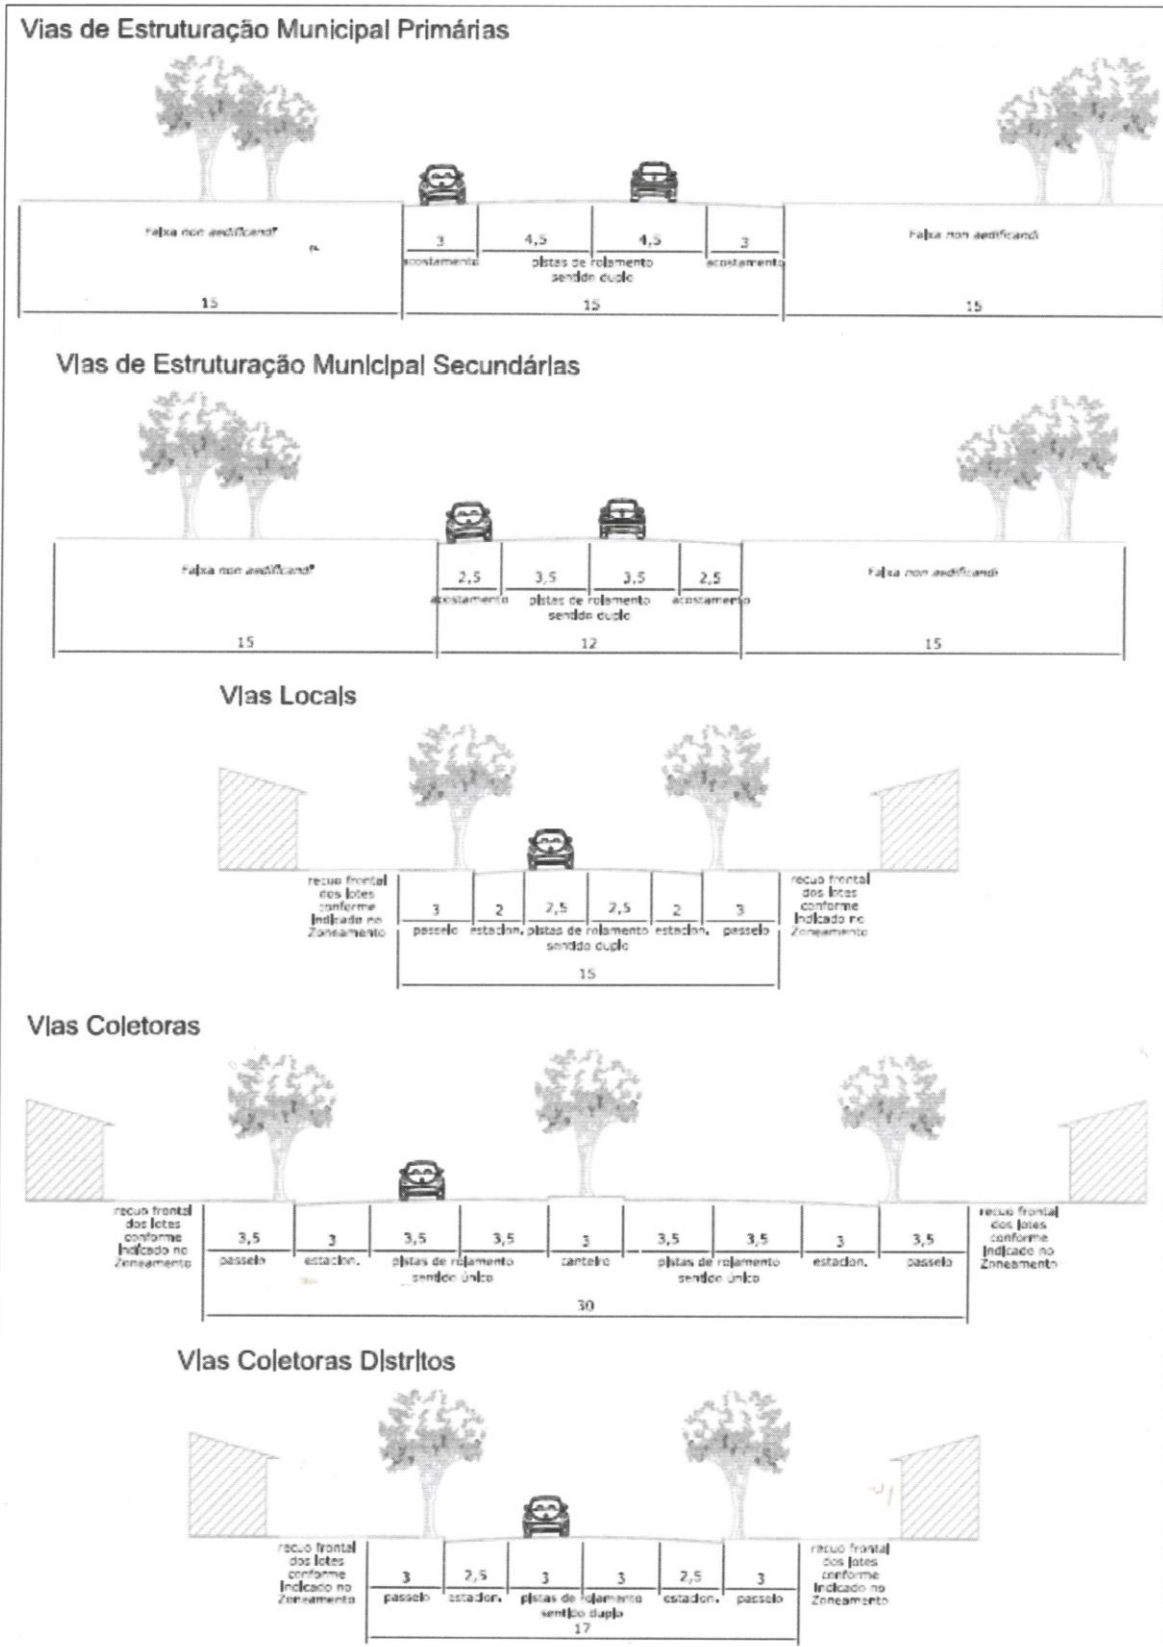 Vias de Estruturação Municipal Primárias
Faixa non aedificandi
3 4,5 4,5 3
Faixa non aedificandi
acostamento pistas de rolamento acostamento
sentido duplo
15 15 15
Vias de Estruturação Municipal Secundárias
Faixa non aedificandi
2,5 3,5 3,5 2,5
Faixa non aedificandi
acostamento pistas de rolamento acostamento
sentido duplo
15 12 15
Vias Locais
recuo frontal
dos lotes
conforme
indicado no
Zoneamento
3 2 2,5 2,5 2 3
passeio estacion. pistas de rolamento estacion. passeio
sentido duplo
15
recuo frontal
dos lotes
conforme
indicado no
Zoneamento
Vias Coletoras
recuo frontal
dos lotes
conforme
indicado no
Zoneamento
3,5 3 3,5 3,5 3 3,5 3,5 3 3,5
passeio estacion. pistas de rolamento canteiro pistas de rolamento estacion. passeio
sentido único sentido único
30
recuo frontal
dos lotes
conforme
indicado no
Zoneamento
Vias Coletoras Distritos
recuo frontal
dos lotes
conforme
indicado no
Zoneamento
3 2,5 3 3 2,5 3
passeio estacion. pistas de rolamento estacion. passeio
sentido duplo
17
recuo frontal
dos lotes
conforme
indicado no
Zoneamento